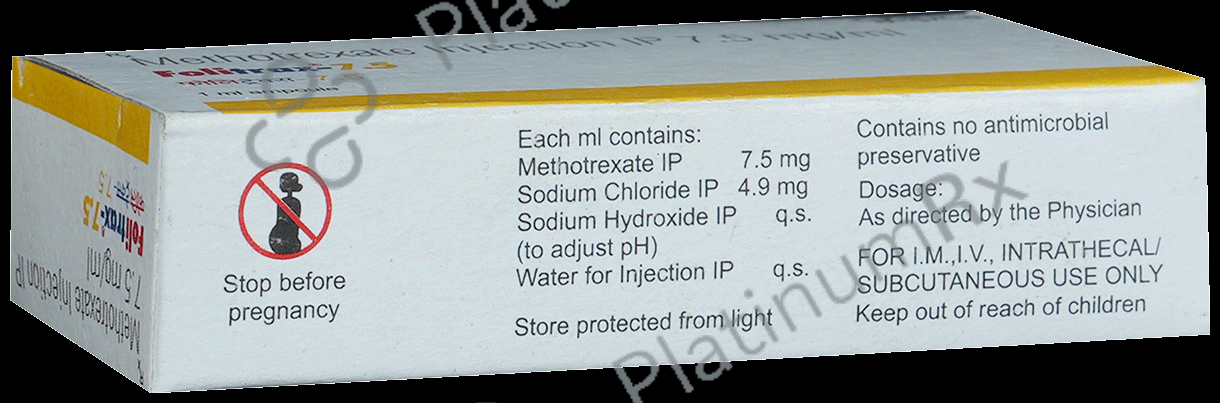 Methotrexate Injection IP 7.5 mg/ml
Folitrax-7.5
1 ml ampoule
Stop before
pregnancy
Each ml contains:
Methotrexate IP 7.5 mg
Sodium Chloride IP 4.9 mg
Sodium Hydroxide IP q.s.
(to adjust pH)
Water for Injection IP q.s.
Store protected from light
Contains no antimicrobial
preservative
Dosage:
As directed by the Physician
FOR I.M.,I.V., INTRATHECAL/
SUBCUTANEOUS USE ONLY
Keep out of reach of children
Methotrexate Injection IP
7.5 mg/ml
Folitrax-7.5
PlatinumRx